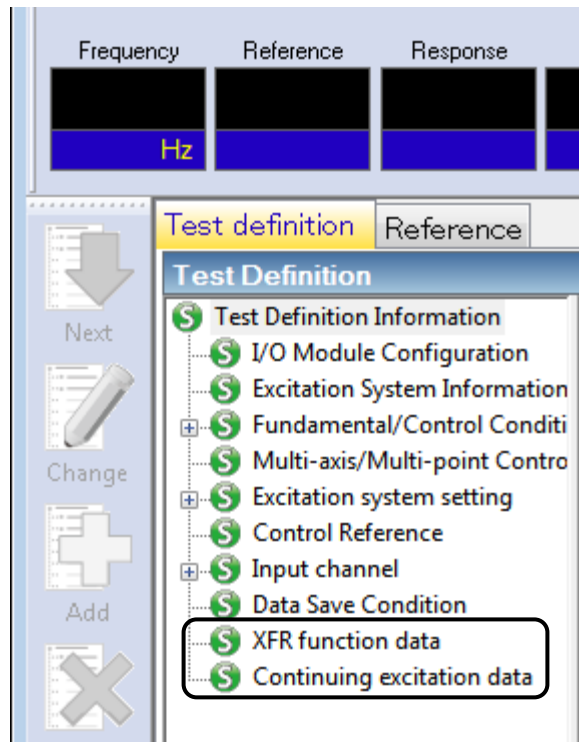 Frequency Reference Response
Hz
Test definition Reference
Test Definition
Test Definition Information
I/O Module Configuration
Next
Excitation System Information
Fundamental/Control Conditi
Multi-axis/Multi-point Contro
Change
Excitation system setting
Control Reference
Input channel
Data Save Condition
Add
XFR function data
Continuing excitation data